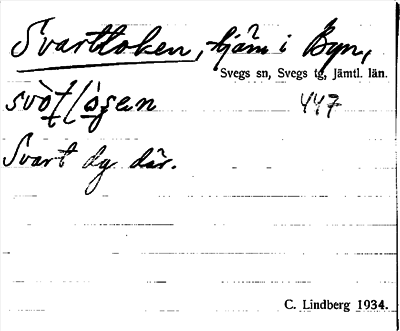 Svarttoken, tjärn i Byn,
Svegs sn, Svegs tg, Jämtl. län.
447
Svart dy där.
C. Lindberg 1934.